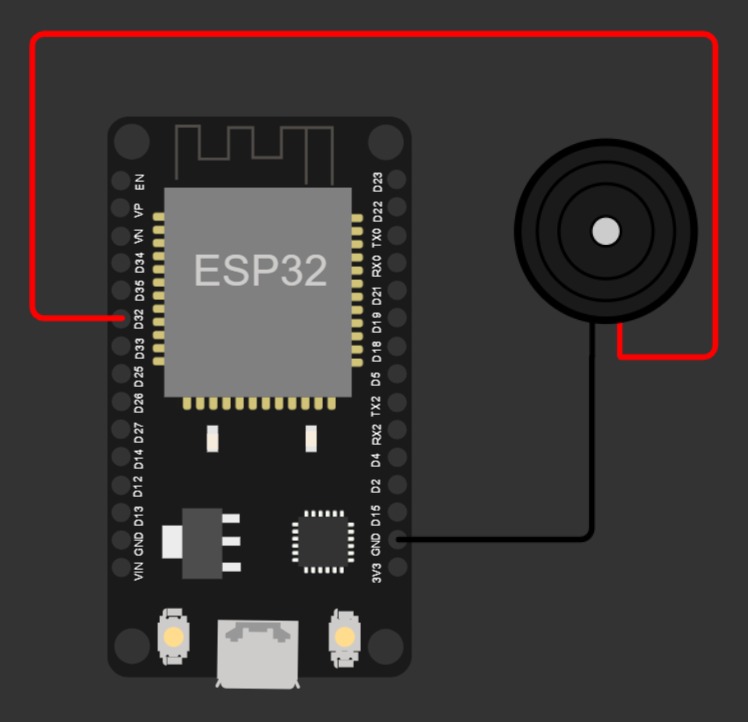 ESP32
EN
VP
VN
D34
D35
D32
D33
D25
D26
D27
D14
D12
D13
GND
VIN
D23
D22
TX0
RX0
D21
D19
D18
D5
TX2
RX2
D4
D2
D15
GND
3V3